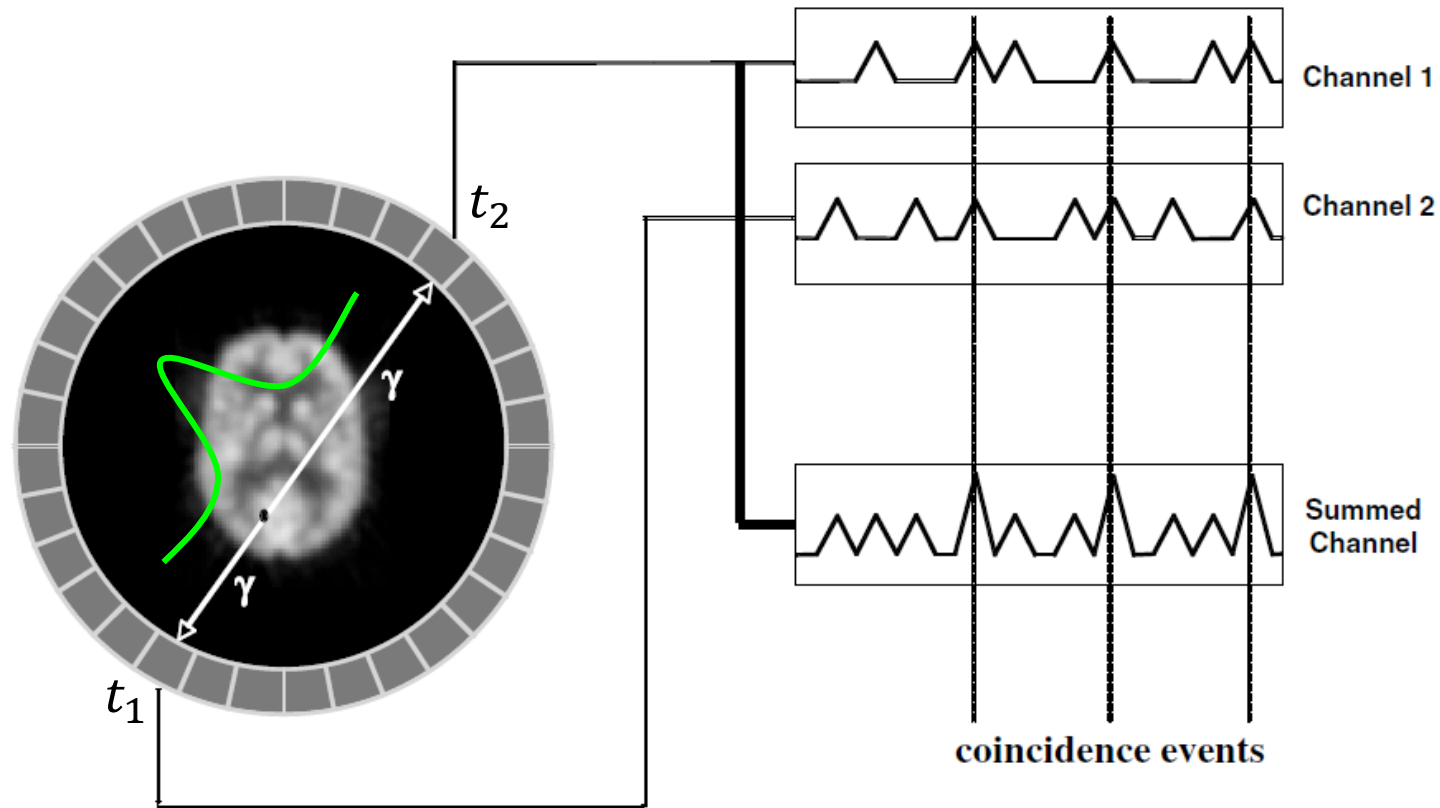 Channel 1
t₂
Channel 2
γ
Summed
Channel
γ
t₁
coincidence events